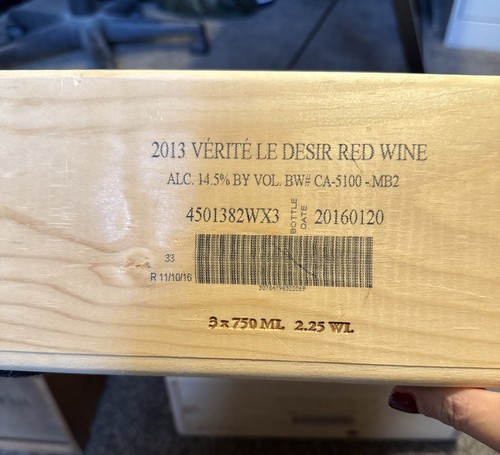 2013 VÉRITÉ LE DESIR RED WINE
ALC. 14.5% BY VOL. BW# CA-5100 - MB2
4501382WX3 BOTTLE DATE 20160120
33
R 11/10/16
3 x 750 ML 2.25 WL